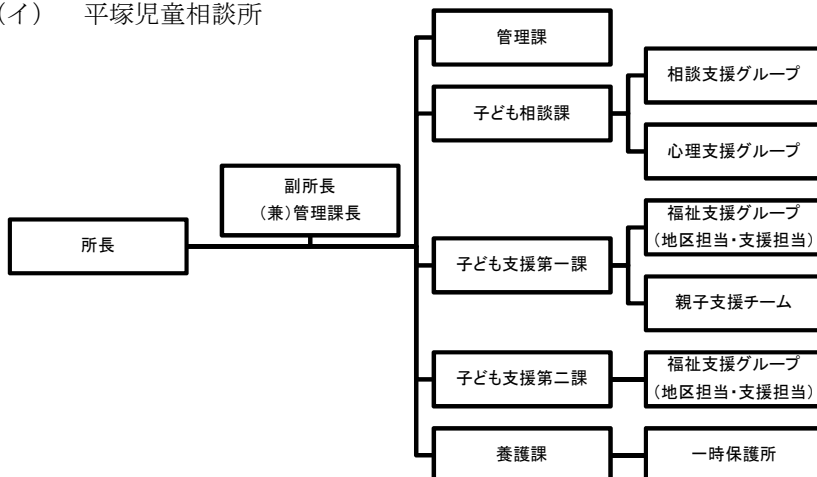 (イ) 平塚児童相談所
管理課
相談支援グループ
子ども相談課
心理支援グループ
副所長
(兼)管理課長
福祉支援グループ
(地区担当・支援担当)
所長
子ども支援第一課
親子支援チーム
子ども支援第二課
福祉支援グループ
(地区担当・支援担当)
養護課
一時保護所